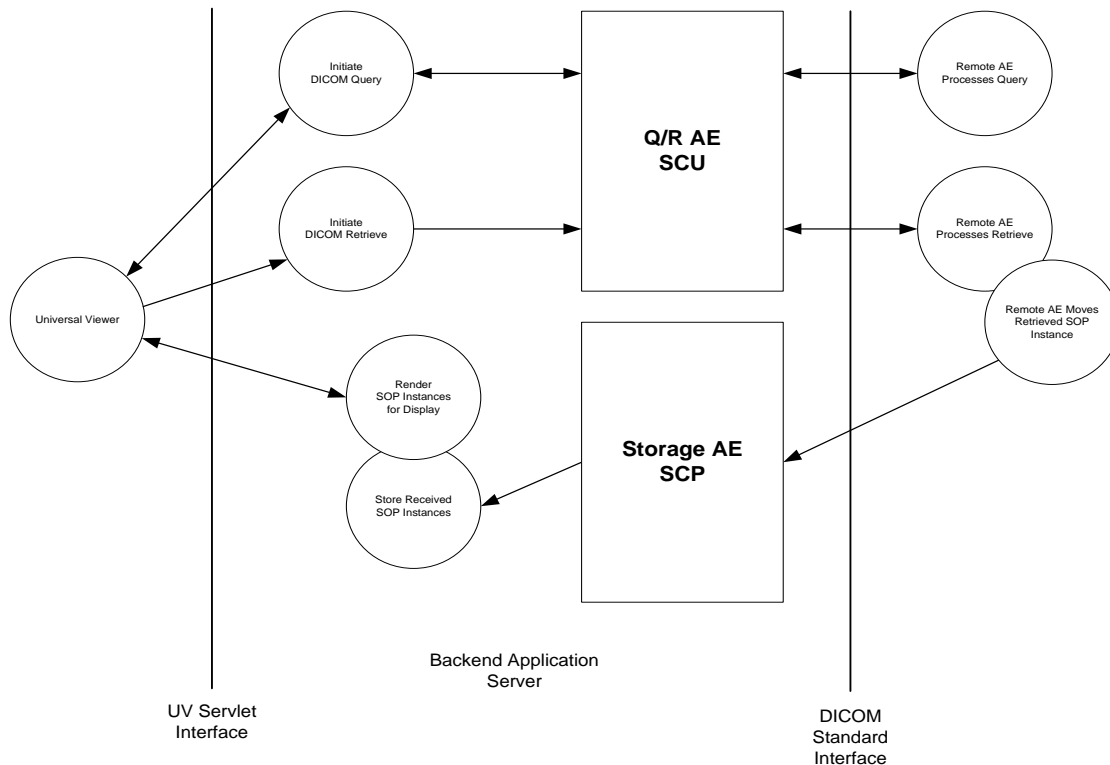 Initiate
DICOM Query
Remote AE
Processes Query
Q/R AE
SCU
Initiate
DICOM Retrieve
Remote AE
Processes Retrieve
Universal Viewer
Remote AE Moves
Retrieved SOP
Instance
Render
SOP Instances
for Display
Storage AE
SCP
Store Received
SOP Instances
Backend Application
Server
UV Servlet
Interface
DICOM
Standard
Interface